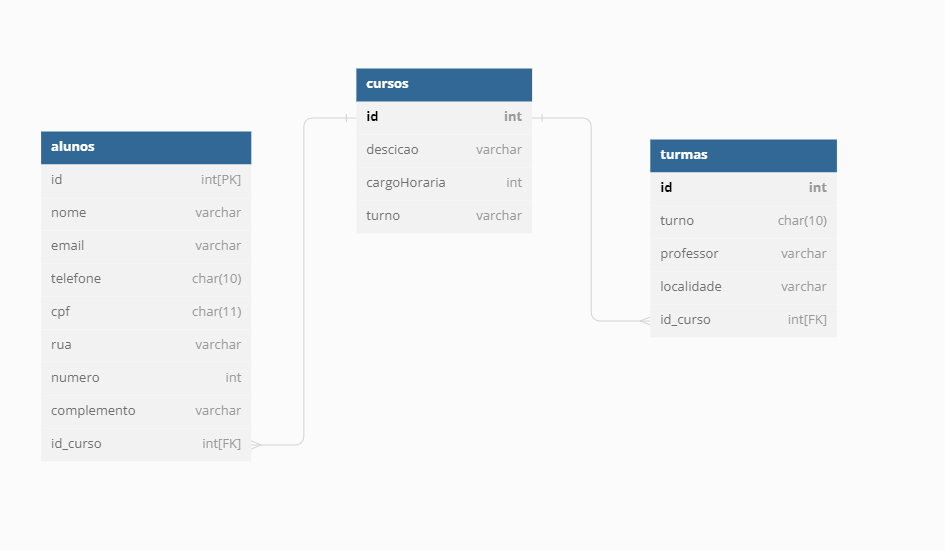 alunos
id int[PK]
nome varchar
email varchar
telefone char(10)
cpf char(11)
rua varchar
numero int
complemento varchar
id_curso int[FK]
cursos
id int
descicao varchar
cargoHoraria int
turno varchar
turmas
id int
turno char(10)
professor varchar
localidade varchar
id_curso int[FK]